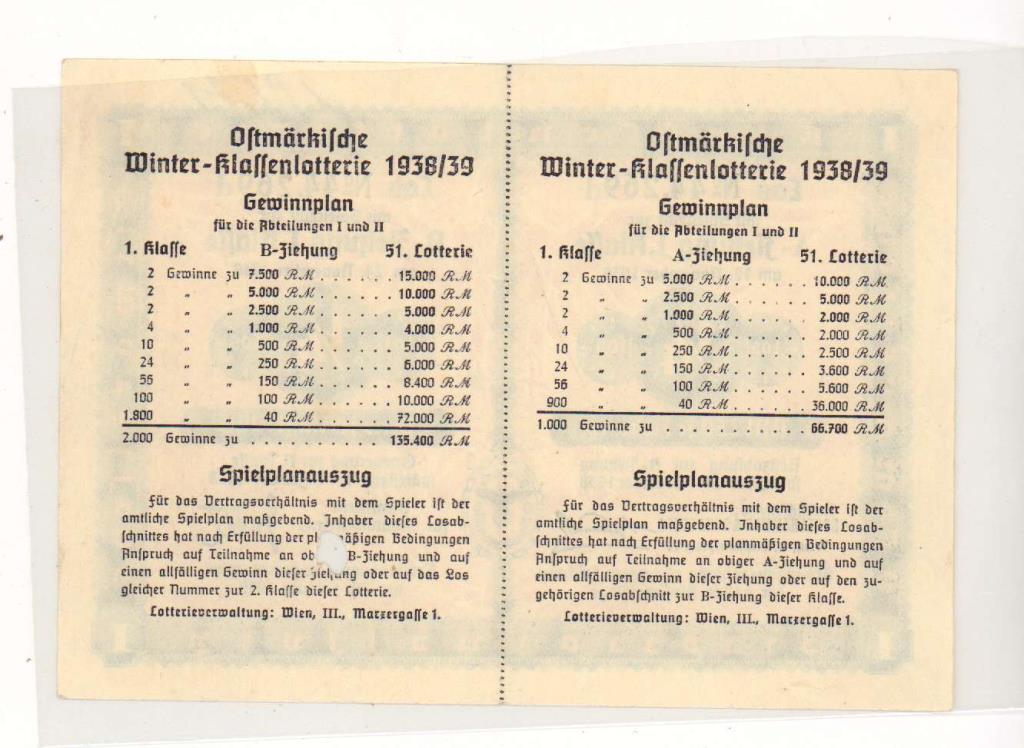 Ostmärkische
Winter-Klassenlotterie 1938/39
Gewinnplan
für die Abteilungen I und II
1. Klasse B-Ziehung 51. Lotterie
2 Gewinne zu 7.500 RM . . . . . . 15.000 RM
2 „ „ 5.000 RM . . . . . . 10.000 RM
2 „ „ 2.500 RM . . . . . . 5.000 RM
4 „ „ 1.000 RM . . . . . . 4.000 RM
10 „ „ 500 RM . . . . . . 5.000 RM
24 „ „ 250 RM . . . . . . 6.000 RM
56 „ „ 150 RM . . . . . . 8.400 RM
100 „ „ 100 RM . . . . . . 10.000 RM
1.800 „ „ 40 RM . . . . . . 72.000 RM
2.000 Gewinne zu . . . . . . . . . . . 135.400 RM
Spielplanauszug
Für das Vertragsverhältnis mit dem Spieler ist der
amtliche Spielplan maßgebend. Inhaber dieses Losab-
schnittes hat nach Erfüllung der pl mäßigen Bedingungen
Anspruch auf Teilnahme an ob B-Ziehung und auf
einen allfälligen Gewinn dieser Ziehung oder auf das Los
gleicher Nummer zur 2. Klasse dieser Lotterie.
Lotterieverwaltung: Wien, III., Marxergasse 1.
Ostmärkische
Winter-Klassenlotterie 1938/39
Gewinnplan
für die Abteilungen I und II
1. Klasse A-Ziehung 51. Lotterie
2 Gewinne zu 5.000 RM . . . . . . 10.000 RM
2 „ „ 2.500 RM . . . . . . 5.000 RM
2 „ „ 1.000 RM . . . . . . 2.000 RM
4 „ „ 500 RM . . . . . . 2.000 RM
10 „ „ 250 RM . . . . . . 2.500 RM
24 „ „ 150 RM . . . . . . 3.600 RM
56 „ „ 100 RM . . . . . . 5.600 RM
900 „ „ 40 RM . . . . . . 36.000 RM
1.000 Gewinne zu . . . . . . . . . . . 66.700 RM
Spielplanauszug
Für das Vertragsverhältnis mit dem Spieler ist der
amtliche Spielplan maßgebend. Inhaber dieses Losab-
schnittes hat nach Erfüllung der planmäßigen Bedingungen
Anspruch auf Teilnahme an obiger A-Ziehung und auf
einen allfälligen Gewinn dieser Ziehung oder auf den zu-
gehörigen Losabschnitt zur B-Ziehung dieser Klasse.
Lotterieverwaltung: Wien, III., Marxergasse 1.